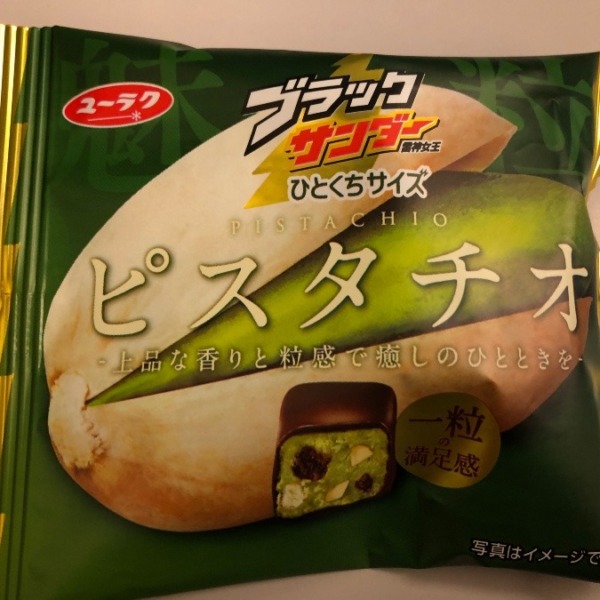 魅
粒
ユーラク
ブラック
サンダー
雷神女王
ひとくちサイズ
PISTACHIO
ピスタチオ
-上品な香りと粒感で癒しのひとときを-
一粒
の
満足感
写真はイメージで